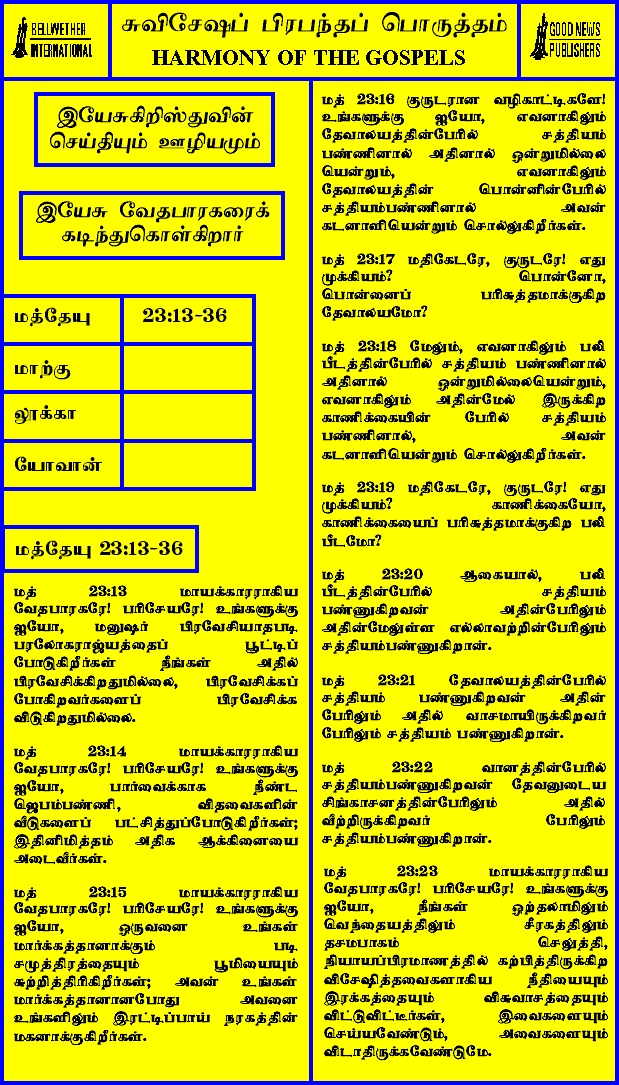 BELLWETHER
INTERNATIONAL
சுவிசேஷப் பிரபந்தப் பொருத்தம்
HARMONY OF THE GOSPELS
GOOD NEWS
PUBLISHERS
இயேசுகிறிஸ்துவின்
செய்தியும் ஊழியமும்
இயேசு வேதபாரகரைக்
கடிந்துகொள்கிறார்
மத்தேயு 23:13-36
மாற்கு
லூக்கா
யோவான்
மத்தேயு 23:13-36
மத் 23:13 மாயக்காரராகிய
வேதபாரகரே! பரிசேயரே! உங்களுக்கு
ஐயோ, மனுஷர் பிரவேசியாதபடி
பரலோகராஜ்யத்தைப் பூட்டிப்
போடுகிறீர்கள் நீங்கள் அதில்
பிரவேசிக்கிறதுமில்லை, பிரவேசிக்கப்
போகிறவர்களைப் பிரவேசிக்க
விடுகிறதுமில்லை.
மத் 23:14 மாயக்காரராகிய
வேதபாரகரே! பரிசேயரே! உங்களுக்கு
ஐயோ, பார்வைக்காக நீண்ட
ஜெபம்பண்ணி, விதவைகளின்
வீடுகளைப் பட்சித்துப்போடுகிறீர்கள்;
இதினிமித்தம் அதிக ஆக்கினையை
அடைவீர்கள்.
மத் 23:15 மாயக்காரராகிய
வேதபாரகரே! பரிசேயரே! உங்களுக்கு
ஐயோ, ஒருவனை உங்கள்
மார்க்கத்தானாக்கும் படி
சமுத்திரத்தையும் பூமியையும்
சுற்றித்திரிகிறீர்கள்; அவன் உங்கள்
மார்க்கத்தானானபோது அவனை
உங்களிலும் இரட்டிப்பாய் நரகத்தின்
மகனாக்குகிறீர்கள்.
மத் 23:16 குருடரான வழிகாட்டிகளே!
உங்களுக்கு ஐயோ, எவனாகிலும்
தேவாலயத்தின்பேரில் சத்தியம்
பண்ணினால் அதினால் ஒன்றுமில்லை
யென்றும், எவனாகிலும்
தேவாலயத்தின் பொன்னின்பேரில்
சத்தியம்பண்ணினால் அவன்
கடனாளியென்றும் சொல்லுகிறீர்கள்.
மத் 23:17 மதிகேடரே, குருடரே! எது
முக்கியம்? பொன்னோ,
பொன்னைப் பரிசுத்தமாக்குகிற
தேவாலயமோ?
மத் 23:18 மேலும், எவனாகிலும் பலி
பீடத்தின்பேரில் சத்தியம் பண்ணினால்
அதினால் ஒன்றுமில்லையென்றும்,
எவனாகிலும் அதின்மேல் இருக்கிற
காணிக்கையின் பேரில் சத்தியம்
பண்ணினால், அவன்
கடனாளியென்றும் சொல்லுகிறீர்கள்.
மத் 23:19 மதிகேடரே, குருடரே! எது
முக்கியம்? காணிக்கையோ,
காணிக்கையைப் பரிசுத்தமாக்குகிற பலி
பீடமோ?
மத் 23:20 ஆகையால், பலி
பீடத்தின்பேரில் சத்தியம்
பண்ணுகிறவன் அதின்பேரிலும்
அதின்மேலுள்ள எல்லாவற்றின்பேரிலும்
சத்தியம்பண்ணுகிறான்.
மத் 23:21 தேவாலயத்தின்பேரில்
சத்தியம் பண்ணுகிறவன் அதின்
பேரிலும் அதில் வாசமாயிருக்கிறவர்
பேரிலும் சத்தியம் பண்ணுகிறான்.
மத் 23:22 வானத்தின்பேரில்
சத்தியம்பண்ணுகிறவன் தேவனுடைய
சிங்காசனத்தின்பேரிலும் அதில்
வீற்றிருக்கிறவர் பேரிலும்
சத்தியம்பண்ணுகிறான்.
மத் 23:23 மாயக்காரராகிய
வேதபாரகரே! பரிசேயரே! உங்களுக்கு
ஐயோ, நீங்கள் ஒற்தலாமிலும்
வெந்தையத்திலும் சீரகத்திலும்
தசமபாகம் செலுத்தி,
நியாயப்பிரமாணத்தில் கற்பித்திருக்கிற
விசேஷித்தவைகளாகிய நீதியையும்
இரக்கத்தையும் விசுவாசத்தையும்
விட்டுவிட்டீர்கள், இவைகளையும்
செய்யவேண்டும், அவைகளையும்
விடாதிருக்கவேண்டுமே.